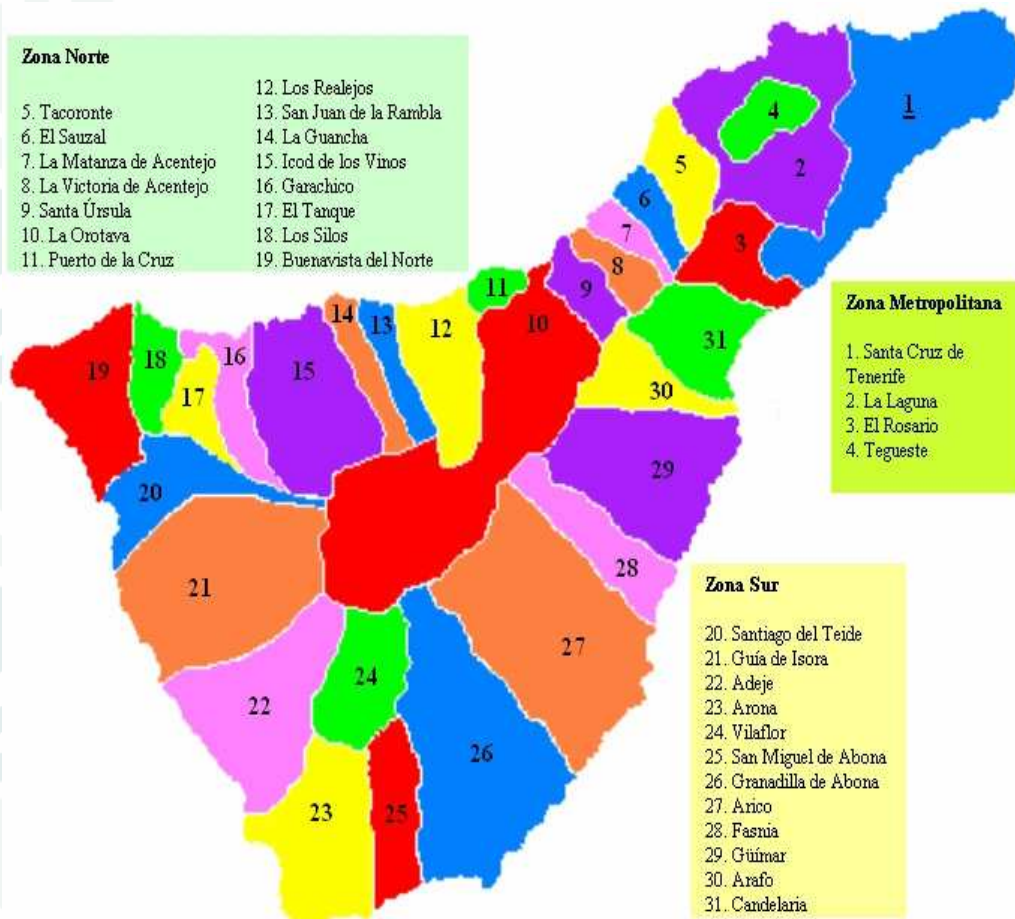 Zona Norte
5. Tacoronte
6. El Sauzal
7. La Matanza de Acentejo
8. La Victoria de Acentejo
9. Santa Úrsula
10. La Orotava
11. Puerto de la Cruz
12. Los Realejos
13. San Juan de la Rambla
14. La Guancha
15. Icod de los Vinos
16. Garachico
17. El Tanque
18. Los Silos
19. Buenavista del Norte
1
4
2
5
6
3
7
8
9
11
10
31
14
13
12
30
16
15
18
19
17
29
20
28
21
27
24
22
26
23
25
Zona Metropolitana
1. Santa Cruz de
Tenerife
2. La Laguna
3. El Rosario
4. Tegueste
Zona Sur
20. Santiago del Teide
21. Guía de Isora
22. Adeje
23. Arona
24. Vilaflor
25. San Miguel de Abona
26. Granadilla de Abona
27. Arico
28. Fasnia
29. Güímar
30. Arafo
31. Candelaria